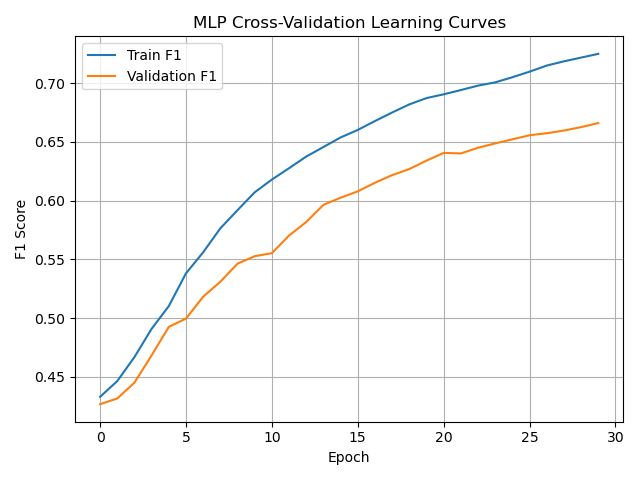 MLP Cross-Validation Learning Curves
Train F1
Validation F1
0.70
0.65
0.60
0.55
0.50
0.45
F1 Score
0 5 10 15 20 25 30
Epoch